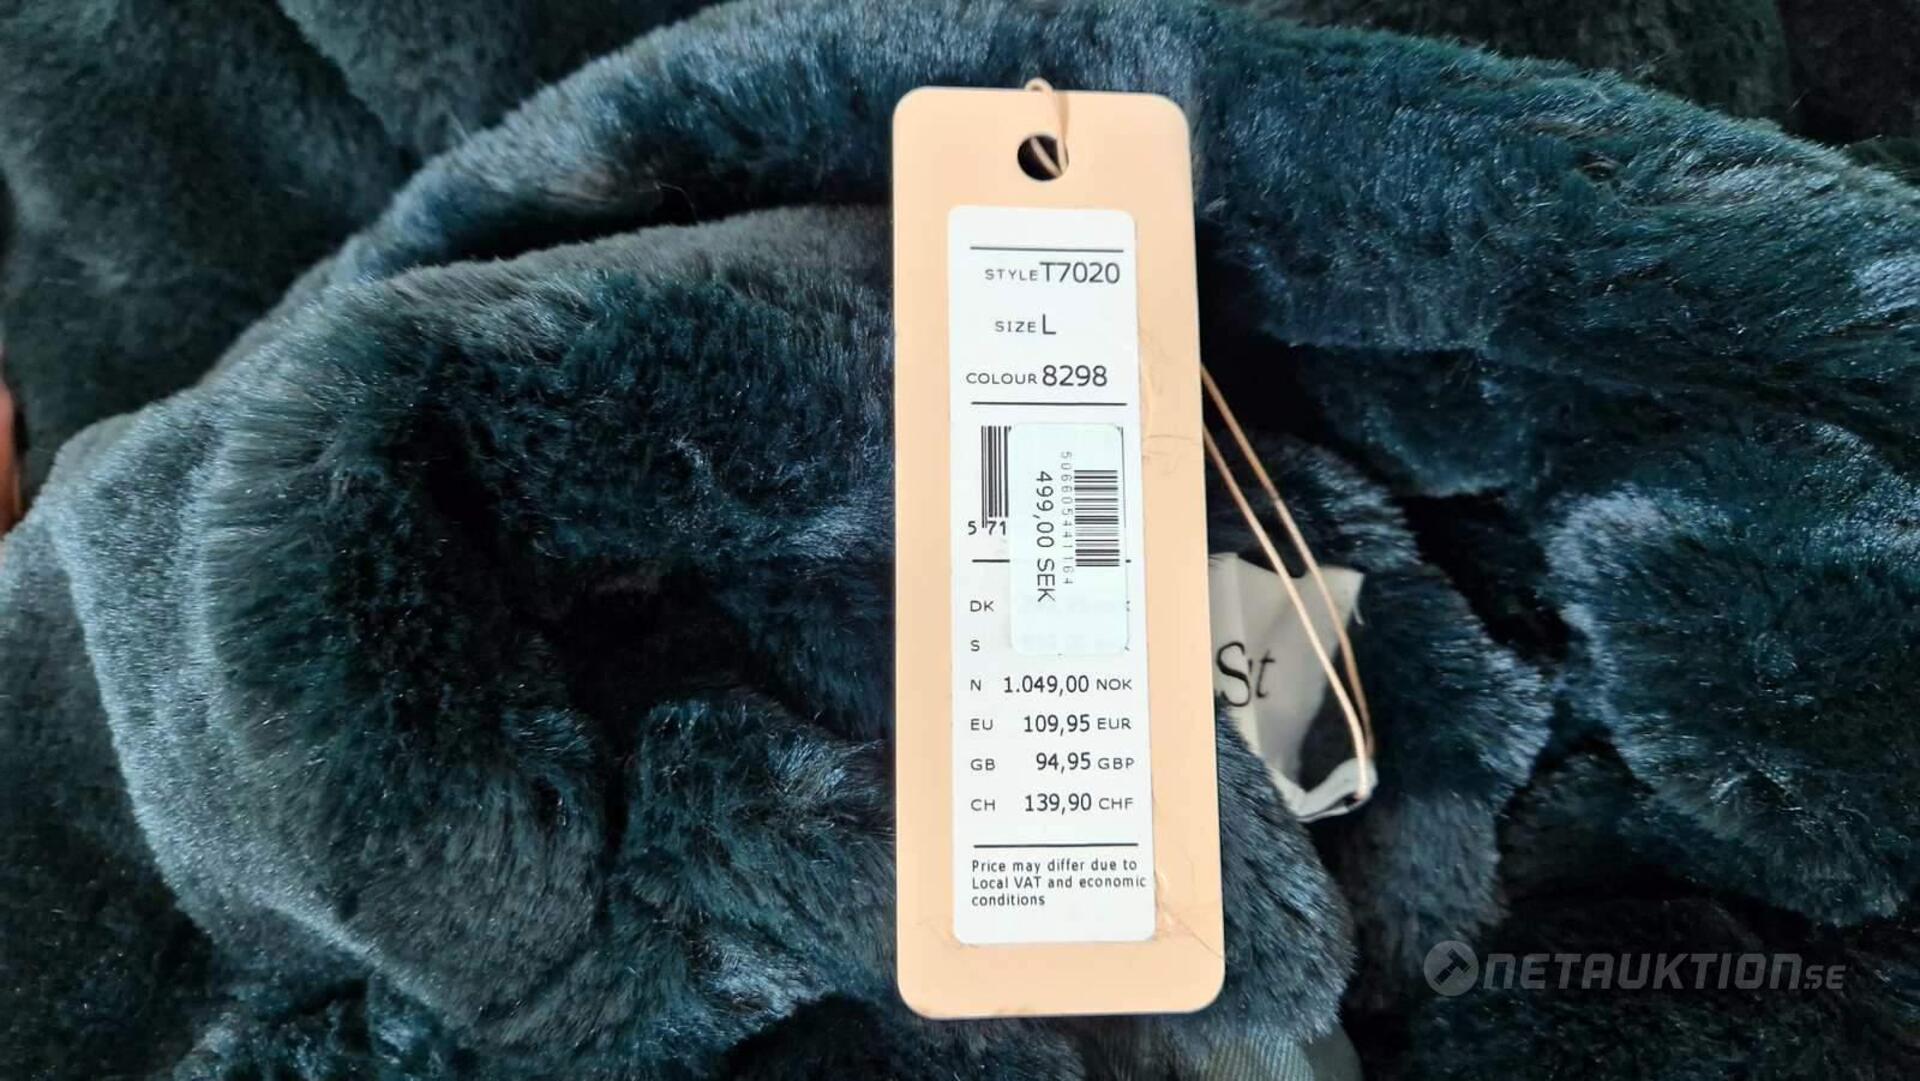 STYLE T7020
SIZE L
COLOUR 8298
5 71
5066054411164
499,00 SEK
DK
S
N 1.049,00 NOK
EU 109,95 EUR
GB 94,95 GBP
CH 139,90 CHF
Price may differ due to
Local VAT and economic
conditions
St
NETAUKTION.SE